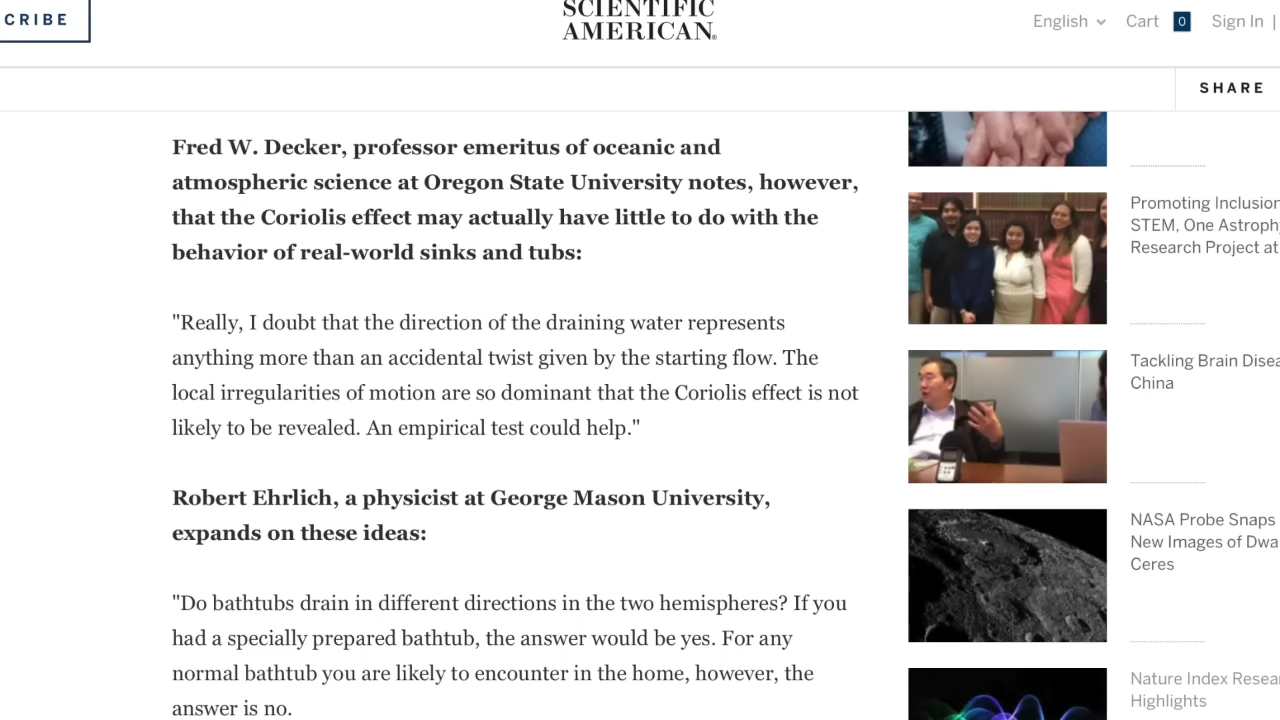 CRIBE
SCIENTIFIC
AMERICAN®
English
Cart
0
Sign In |
SHARE
Fred W. Decker, professor emeritus of oceanic and
atmospheric science at Oregon State University notes, however,
that the Coriolis effect may actually have little to do with the
behavior of real-world sinks and tubs:
"Really, I doubt that the direction of the draining water represents
anything more than an accidental twist given by the starting flow. The
local irregularities of motion are so dominant that the Coriolis effect is not
likely to be revealed. An empirical test could help."
Robert Ehrlich, a physicist at George Mason University,
expands on these ideas:
"Do bathtubs drain in different directions in the two hemispheres? If you
had a specially prepared bathtub, the answer would be yes. For any
normal bathtub you are likely to encounter in the home, however, the
answer is no.
Promoting Inclusion
STEM, One Astrophy
Research Project at
Tackling Brain Disea
China
NASA Probe Snaps
New Images of Dwa
Ceres
Nature Index Resea
Highlights